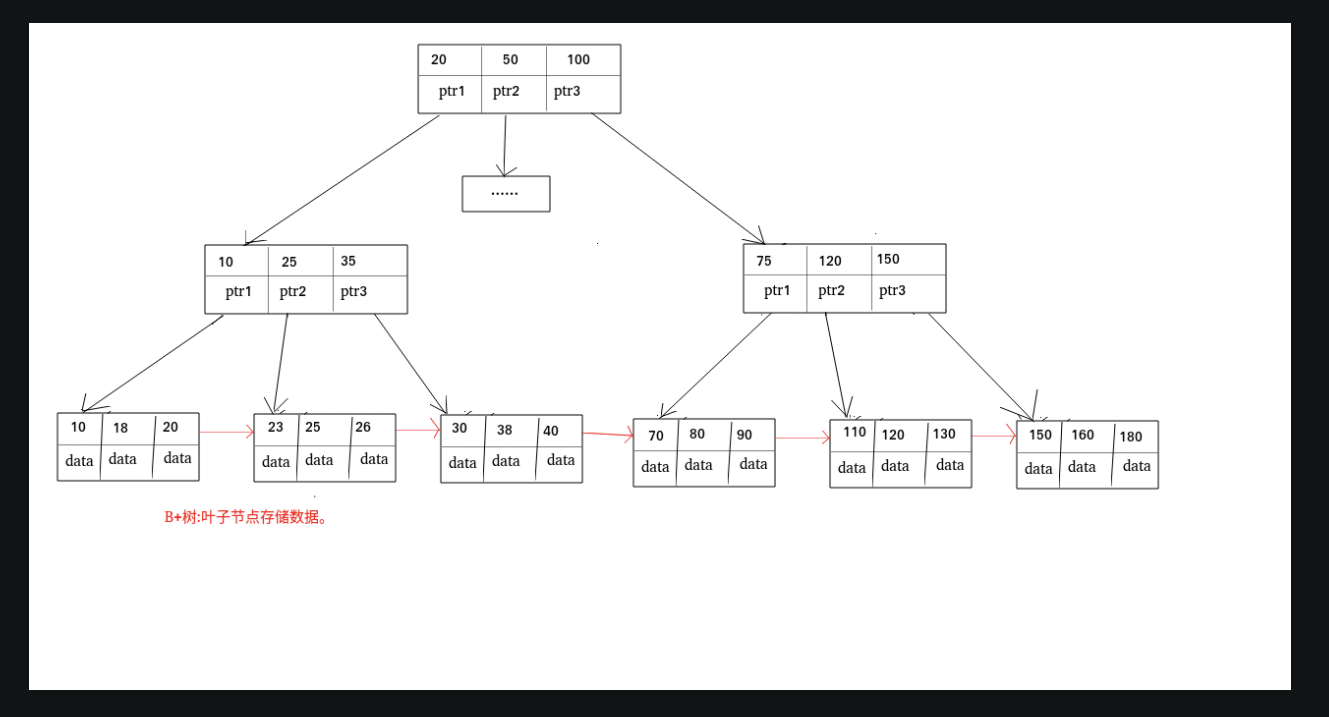 20 50 100
ptr1 ptr2 ptr3
......
10 25 35
ptr1 ptr2 ptr3
75 120 150
ptr1 ptr2 ptr3
10 18 20
data data data
23 25 26
data data data
30 38 40
data data data
70 80 90
data data data
110 120 130
data data data
150 160 180
data data data
B+树:叶子节点存储数据。